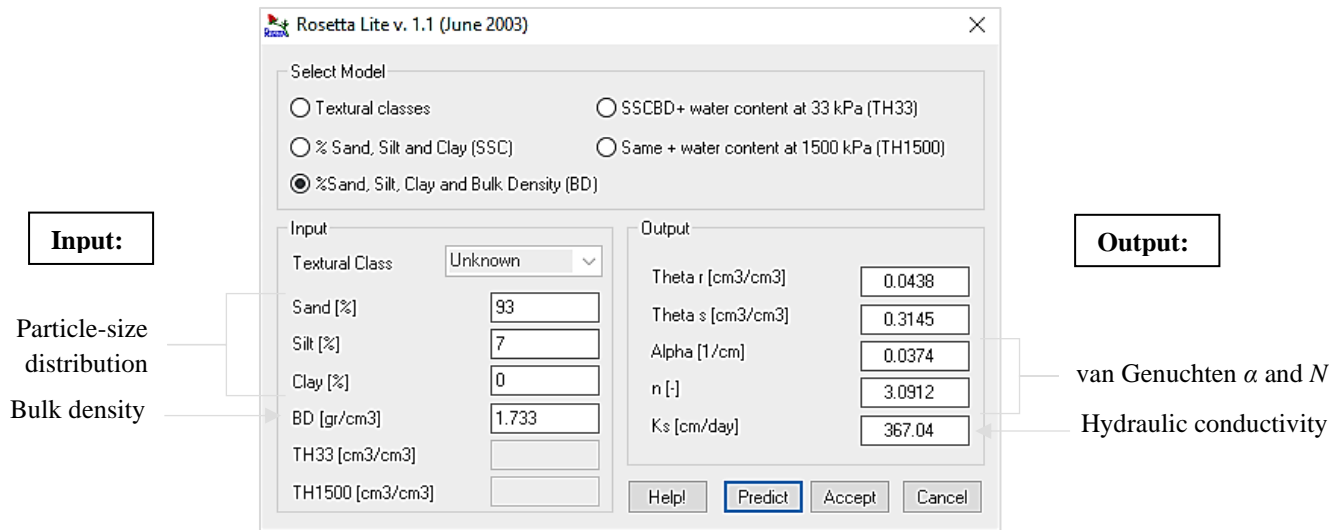 Rosetta Lite v. 1.1 (June 2003)
Select Model
Textural classes
SSCBD+ water content at 33 kPa (TH33)
% Sand, Silt and Clay (SSC)
Same + water content at 1500 kPa (TH1500)
%Sand, Silt, Clay and Bulk Density (BD)
Input:
Particle-size
distribution
Bulk density
Input
Textural Class Unknown
Sand [%] 93
Silt [%] 7
Clay [%] 0
BD [gr/cm3] 1.733
TH33 [cm3/cm3]
TH1500 [cm3/cm3]
Output
Theta r [cm3/cm3] 0.0438
Theta s [cm3/cm3] 0.3145
Alpha [1/cm] 0.0374
n [-] 3.0912
Ks [cm/day] 367.04
Help! Predict Accept Cancel
Output:
van Genuchten α and N
Hydraulic conductivity